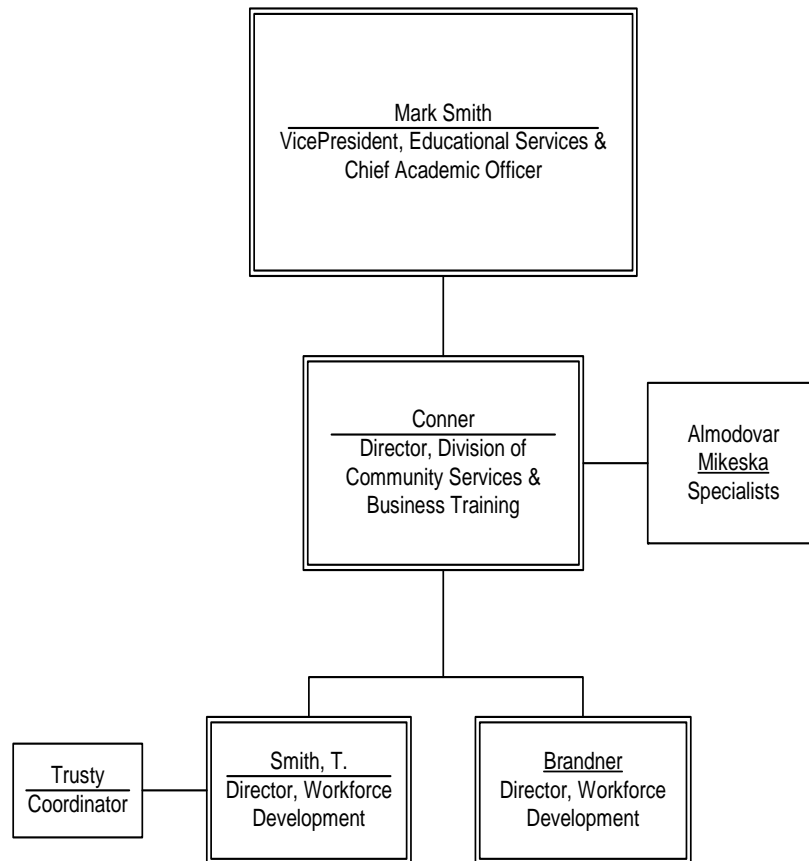 Mark Smith
VicePresident, Educational Services &
Chief Academic Officer
Conner
Director, Division of
Community Services &
Business Training
Almodovar
Mikeska
Specialists
Trusty
Coordinator
Smith, T.
Director, Workforce
Development
Brandner
Director, Workforce
Development